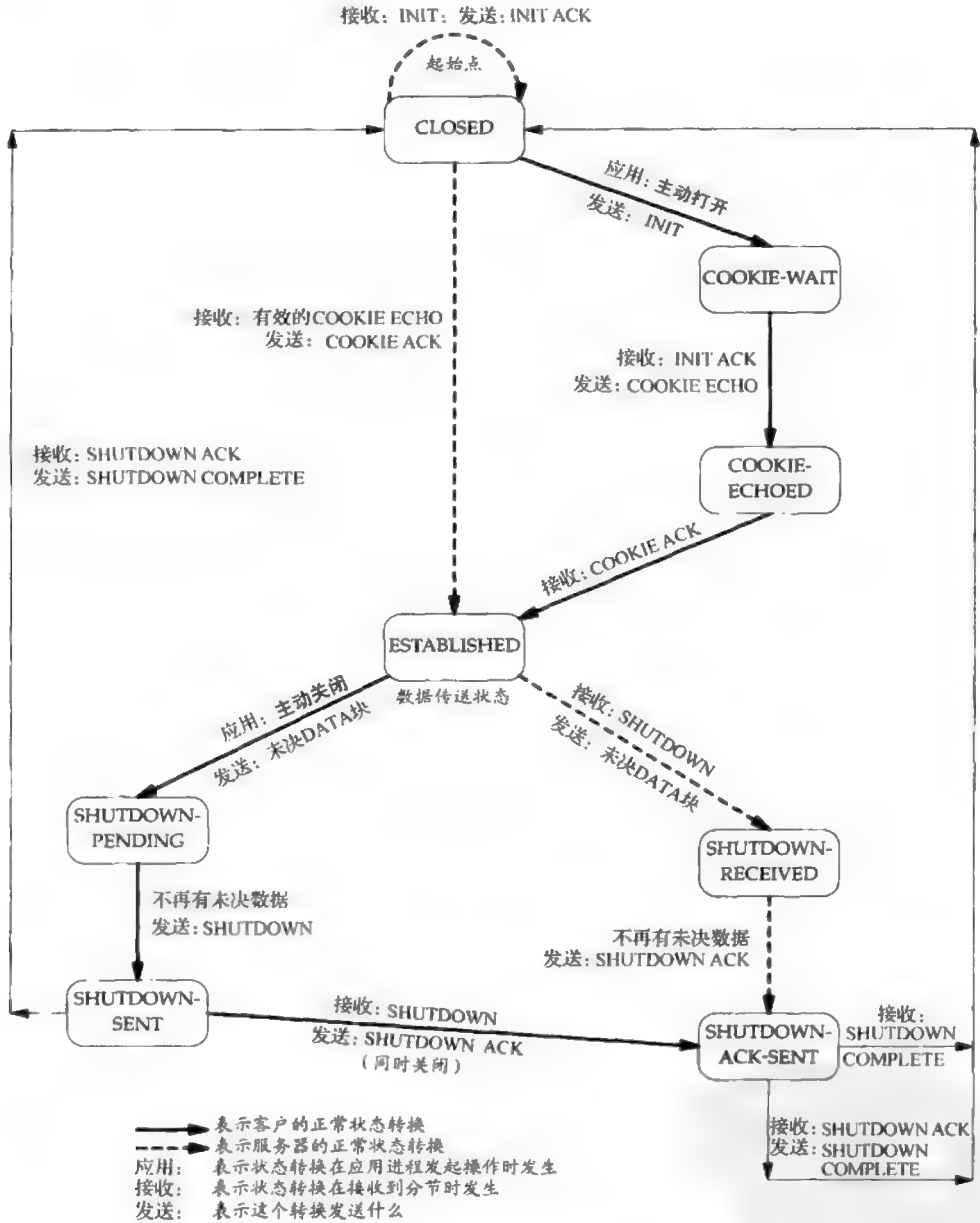 接收: INIT; 发送: INIT ACK
起始点
CLOSED
应用: 主动打开
发送: INIT
COOKIE-WAIT
接收: 有效的COOKIE ECHO
发送: COOKIE ACK
接收: INIT ACK
发送: COOKIE ECHO
接收: SHUTDOWN ACK
发送: SHUTDOWN COMPLETE
COOKIE-
ECHOED
接收: COOKIE ACK
ESTABLISHED
数据传送状态
应用: 主动关闭
发送: 未决DATA块
接收: SHUTDOWN
发送: 未决DATA块
SHUTDOWN-
PENDING
SHUTDOWN-
RECEIVED
不再有未决数据
发送: SHUTDOWN
不再有未决数据
发送: SHUTDOWN ACK
SHUTDOWN-
SENT
接收: SHUTDOWN
发送: SHUTDOWN ACK
(同时关闭)
SHUTDOWN-
ACK-SENT
接收:
SHUTDOWN
COMPLETE
接收: SHUTDOWN ACK
发送: SHUTDOWN
COMPLETE
表示客户的正常状态转换
表示服务器的正常状态转换
应用: 表示状态转换在应用进程发起操作时发生
接收: 表示状态转换在接收到分节时发生
发送: 表示这个转换发送什么